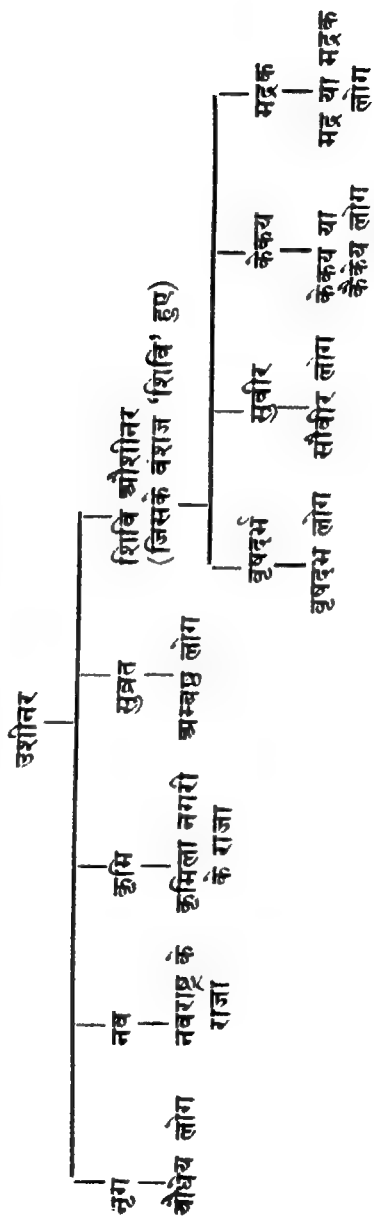 उशीनर
नृग
नव
कृमि
सुव्रत
शिवि औशीनर
(जिसके वंशज 'शिवि' हुए)
यौधेय लोग
नवराष्ट्र के
राजा
कृमिला नगरी
के राजा
अम्बष्ठ लोग
वृषदर्भ
सुवीर
केकय
मद्रक
वृषदर्भ लोग
सौवीर लोग
केकय या
कैकेय लोग
मद्र या मद्रक
लोग